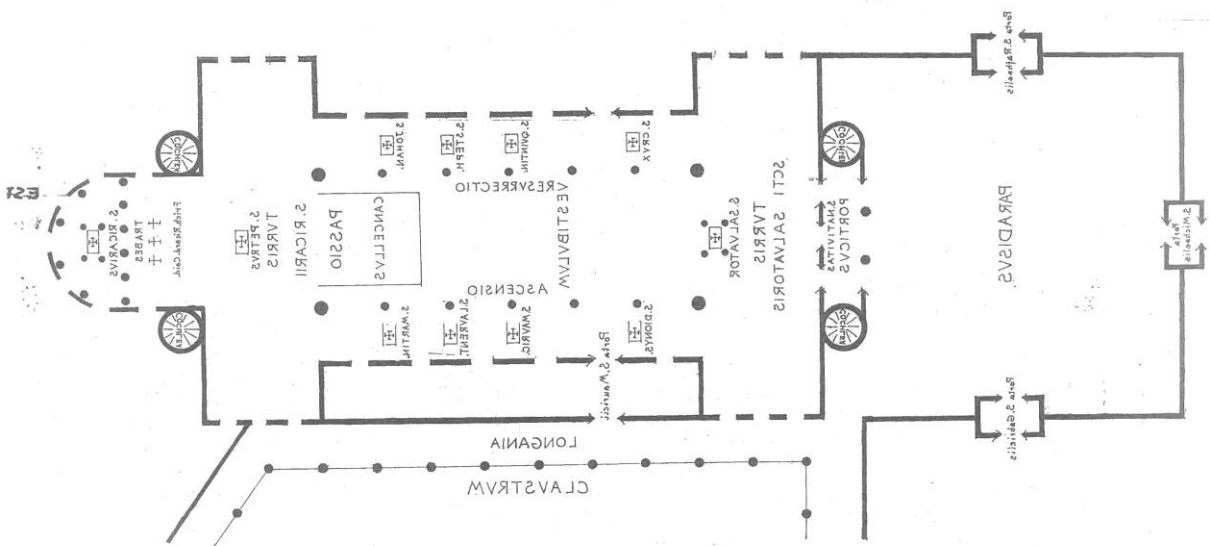 Porta S.Raphaelis
Porta
S.Michaelis
Porta S.Gabrielis
PARADISVS
COCHLEA
COCHLEA
PORTICVS
S.NATIVITAS
SCTI SALVATORIS
TVRRIS
S.SALVATOR
S.CRVX
S.DIONYS'.
Porta S.Mauricii
VESTIBVLVM
RESVRRECTIO
ASCENSIO
S.QVINTIN'.
S.STEPH'.
S.JOHAN'.
S.MAVRIC'.
S.LAVRENT'.
S.MARTIN'.
CANCELLVS
PASSIO
S.RICARII
TVRRIS
S.PETRVS
COCHLEA
COCHLEA
TRABES
S. RICARIVS
EST
LONGANIA
CLAVSTRVM